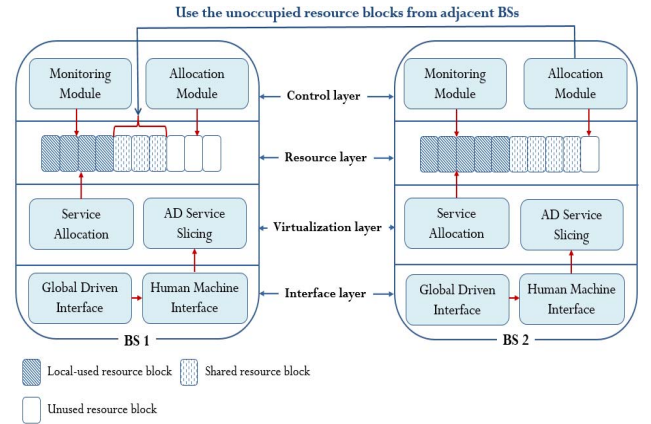 Use the unoccupied resource blocks from adjacent BSs
Monitoring
Module
Allocation
Module
Control layer
Monitoring
Module
Allocation
Module
Resource layer
Service
Allocation
AD Service
Slicing
Virtualization layer
Service
Allocation
AD Service
Slicing
Global Driven
Interface
Human Machine
Interface
Interface layer
Global Driven
Interface
Human Machine
Interface
BS 1
BS 2
Local-used resource block
Shared resource block
Unused resource block